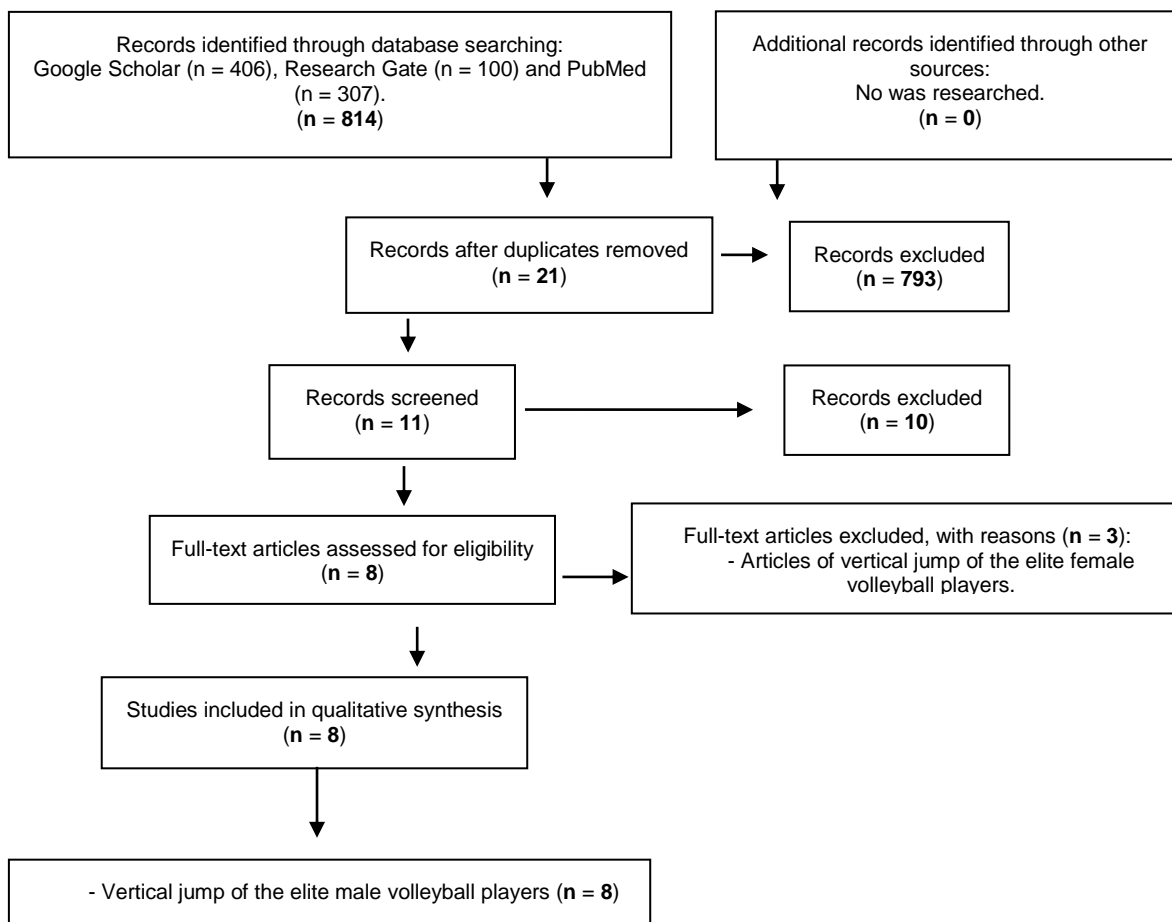 Records identified through database searching:
Google Scholar (n = 406), Research Gate (n = 100) and PubMed
(n = 307).
(n = 814)
Additional records identified through other
sources:
No was researched.
(n = 0)
Records after duplicates removed
(n = 21)
Records excluded
(n = 793)
Records screened
(n = 11)
Records excluded
(n = 10)
Full-text articles assessed for eligibility
(n = 8)
Full-text articles excluded, with reasons (n = 3):
- Articles of vertical jump of the elite female
volleyball players.
Studies included in qualitative synthesis
(n = 8)
- Vertical jump of the elite male volleyball players (n = 8)